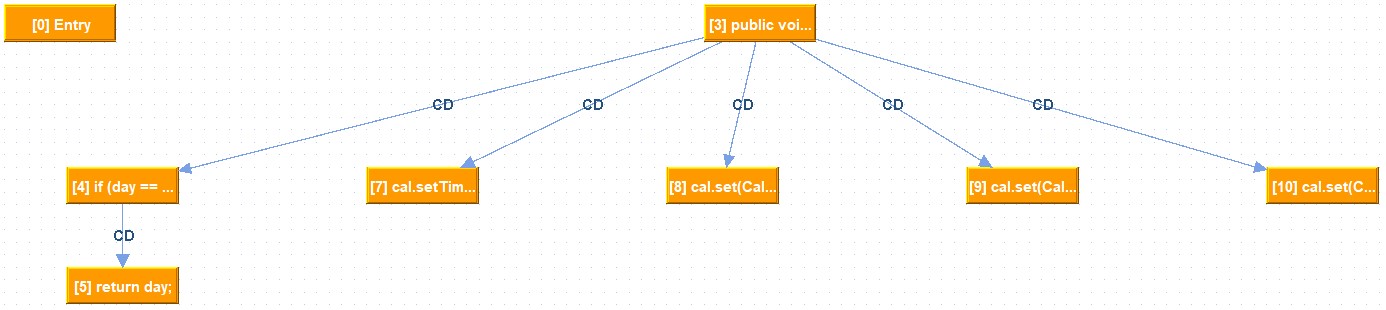 [0] Entry
[3] public voi...
CD
CD
CD
CD
CD
[4] if (day == ...
[7] cal.setTim...
[8] cal.set(Cal...
[9] cal.set(Cal...
[10] cal.set(C...
CD
[5] return day;